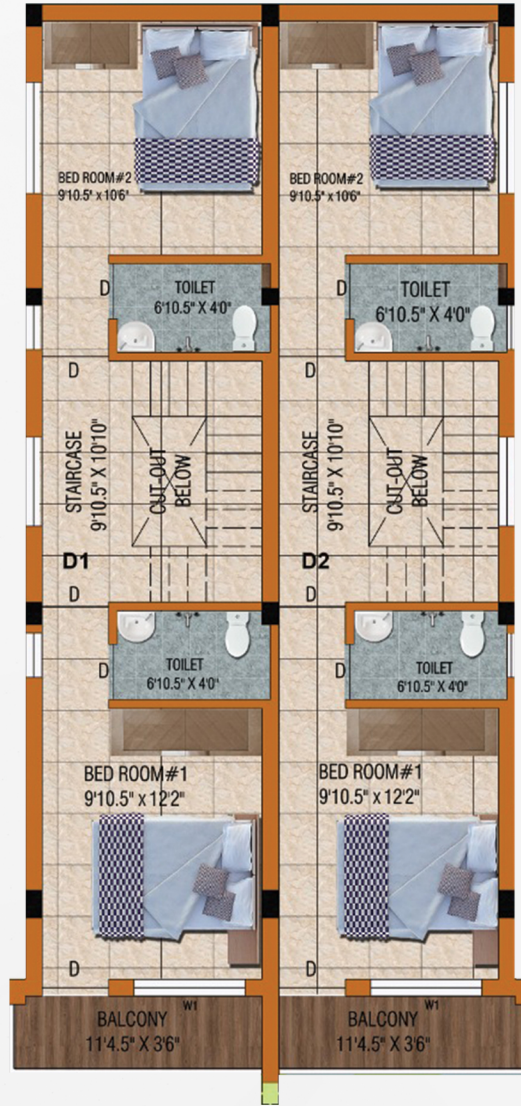 BED ROOM#2
9'10.5" x 10'6"
BED ROOM#2
9'10.5" x 10'6"
D
TOILET
6'10.5" X 4'0"
D
TOILET
6'10.5" X 4'0"
D
D
STAIRCASE
9'10.5" X 10'10"
CUT-OUT
BELOW
STAIRCASE
9'10.5" X 10'10"
CUT-OUT
BELOW
D1
D2
D
D
D
TOILET
6'10.5" X 4'0"
D
TOILET
6'10.5" X 4'0"
BED ROOM#1
9'10.5" x 12'2"
BED ROOM#1
9'10.5" x 12'2"
D
D
W1
W1
BALCONY
11'4.5" X 3'6"
BALCONY
11'4.5" X 3'6"